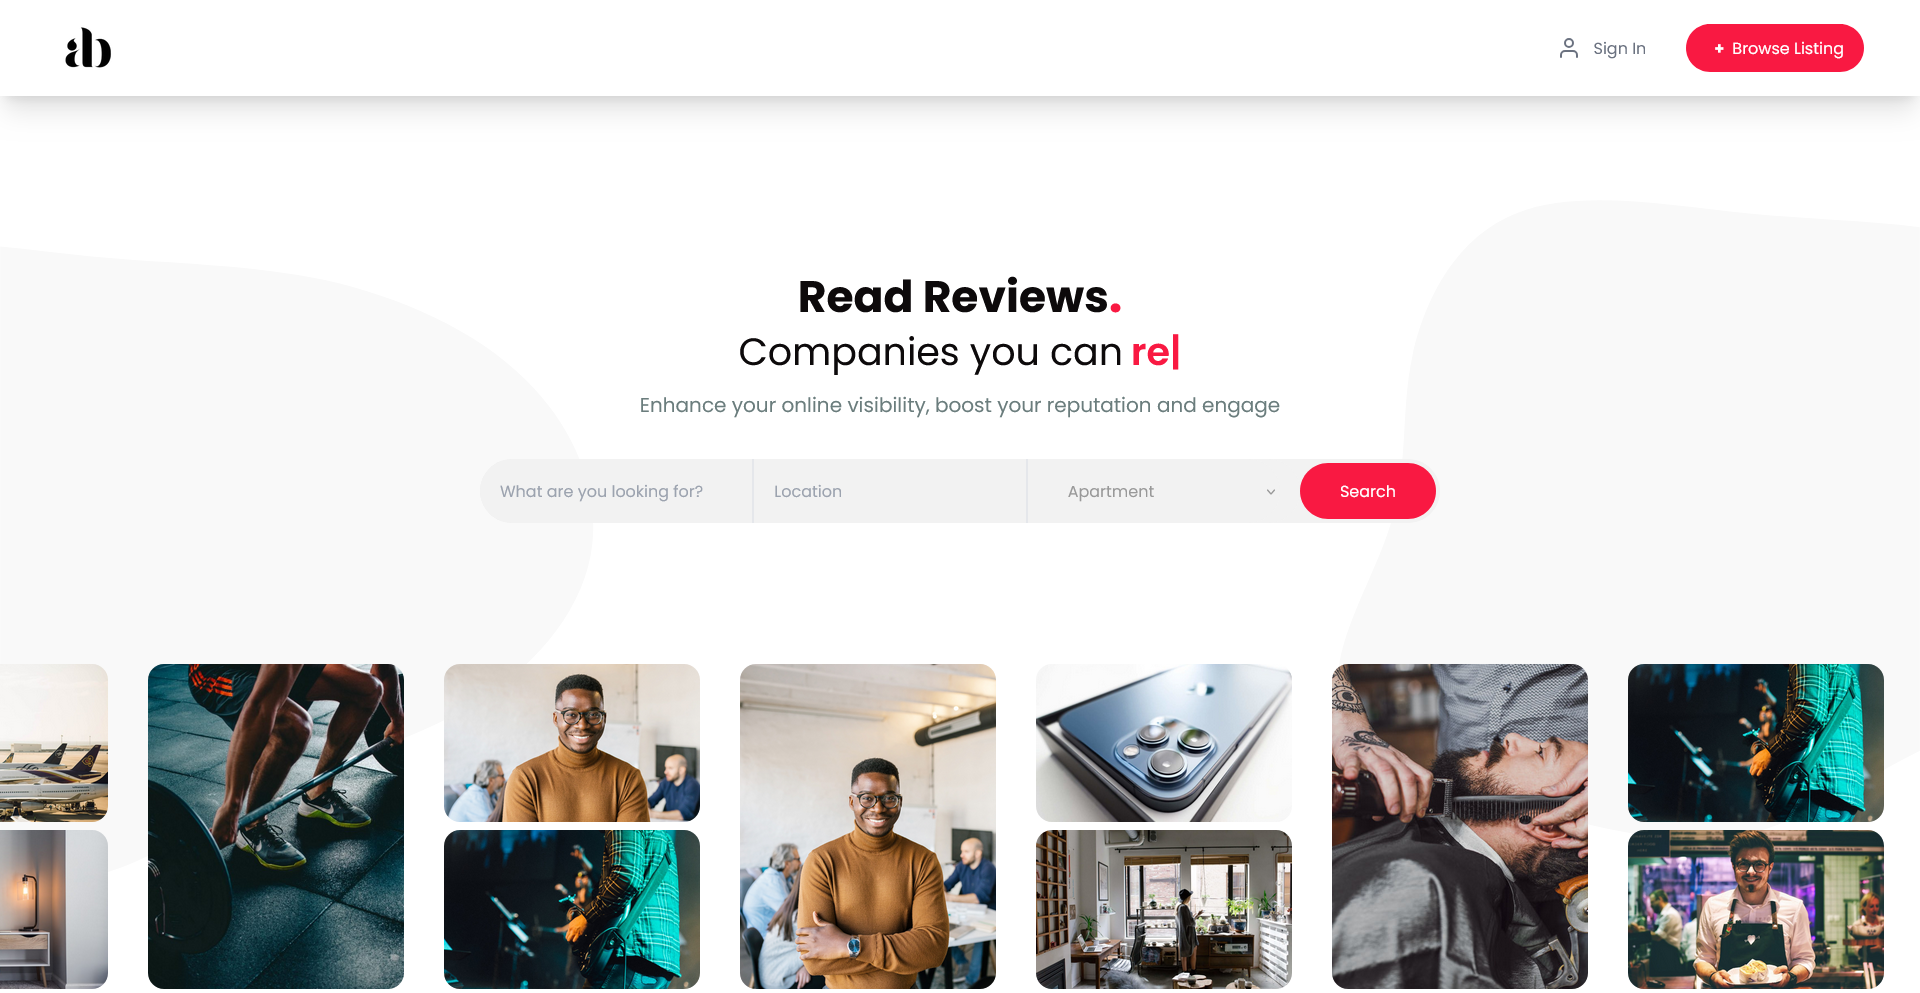 ab
Sign In
+ Browse Listing
Read Reviews.
Companies you can re|
Enhance your online visibility, boost your reputation and engage
What are you looking for?
Location
Apartment
Search